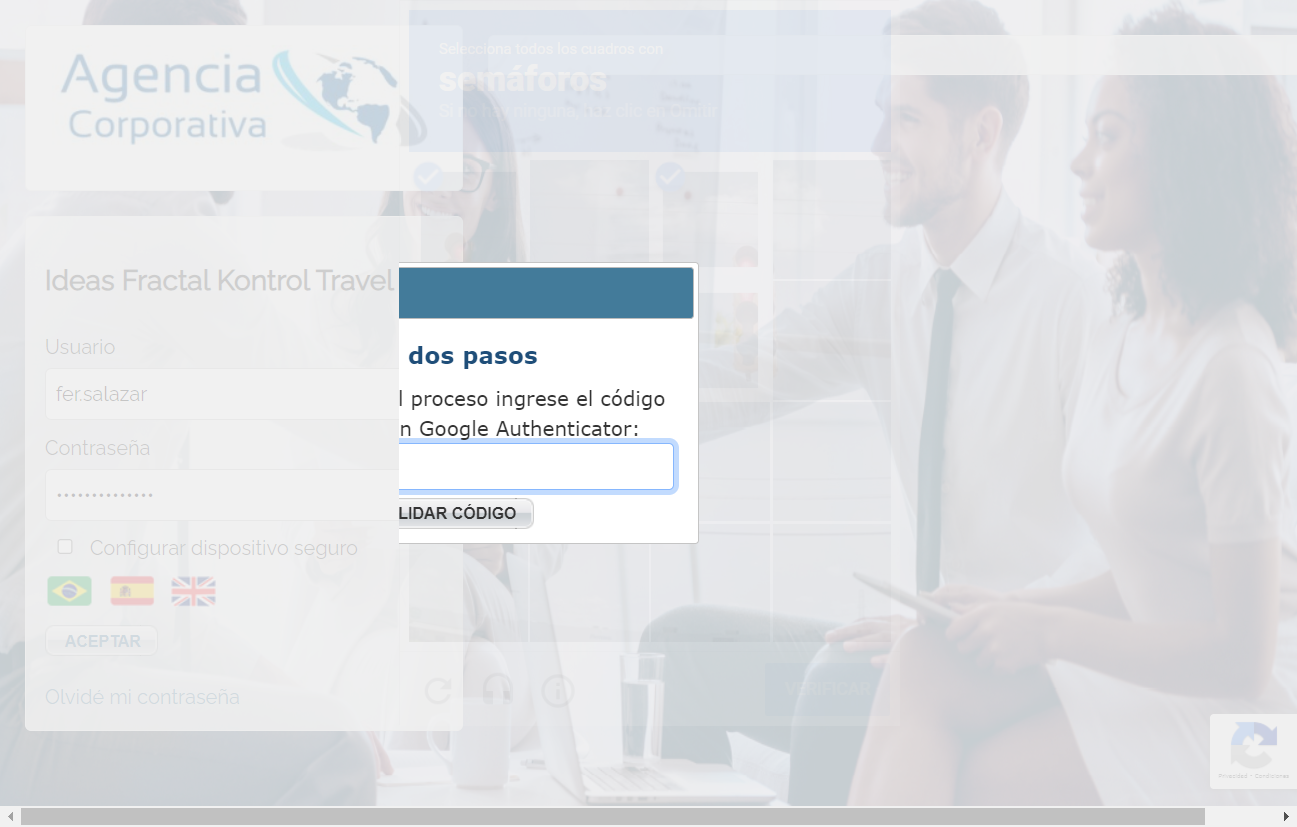 Agencia
Corporativa
Selecciona todos los cuadros con
semáforos
Si no hay ninguno, haz clic en omitir
Ideas Fractal Kontrol Travel
Usuario
fer.salazar
Contraseña
dos pasos
l proceso ingrese el código
n Google Authenticator:
LIDAR CÓDIGO
Configurar dispositivo seguro
ACEPTAR
Olvidé mi contraseña
VERIFICAR
Privacidad - Condiciones